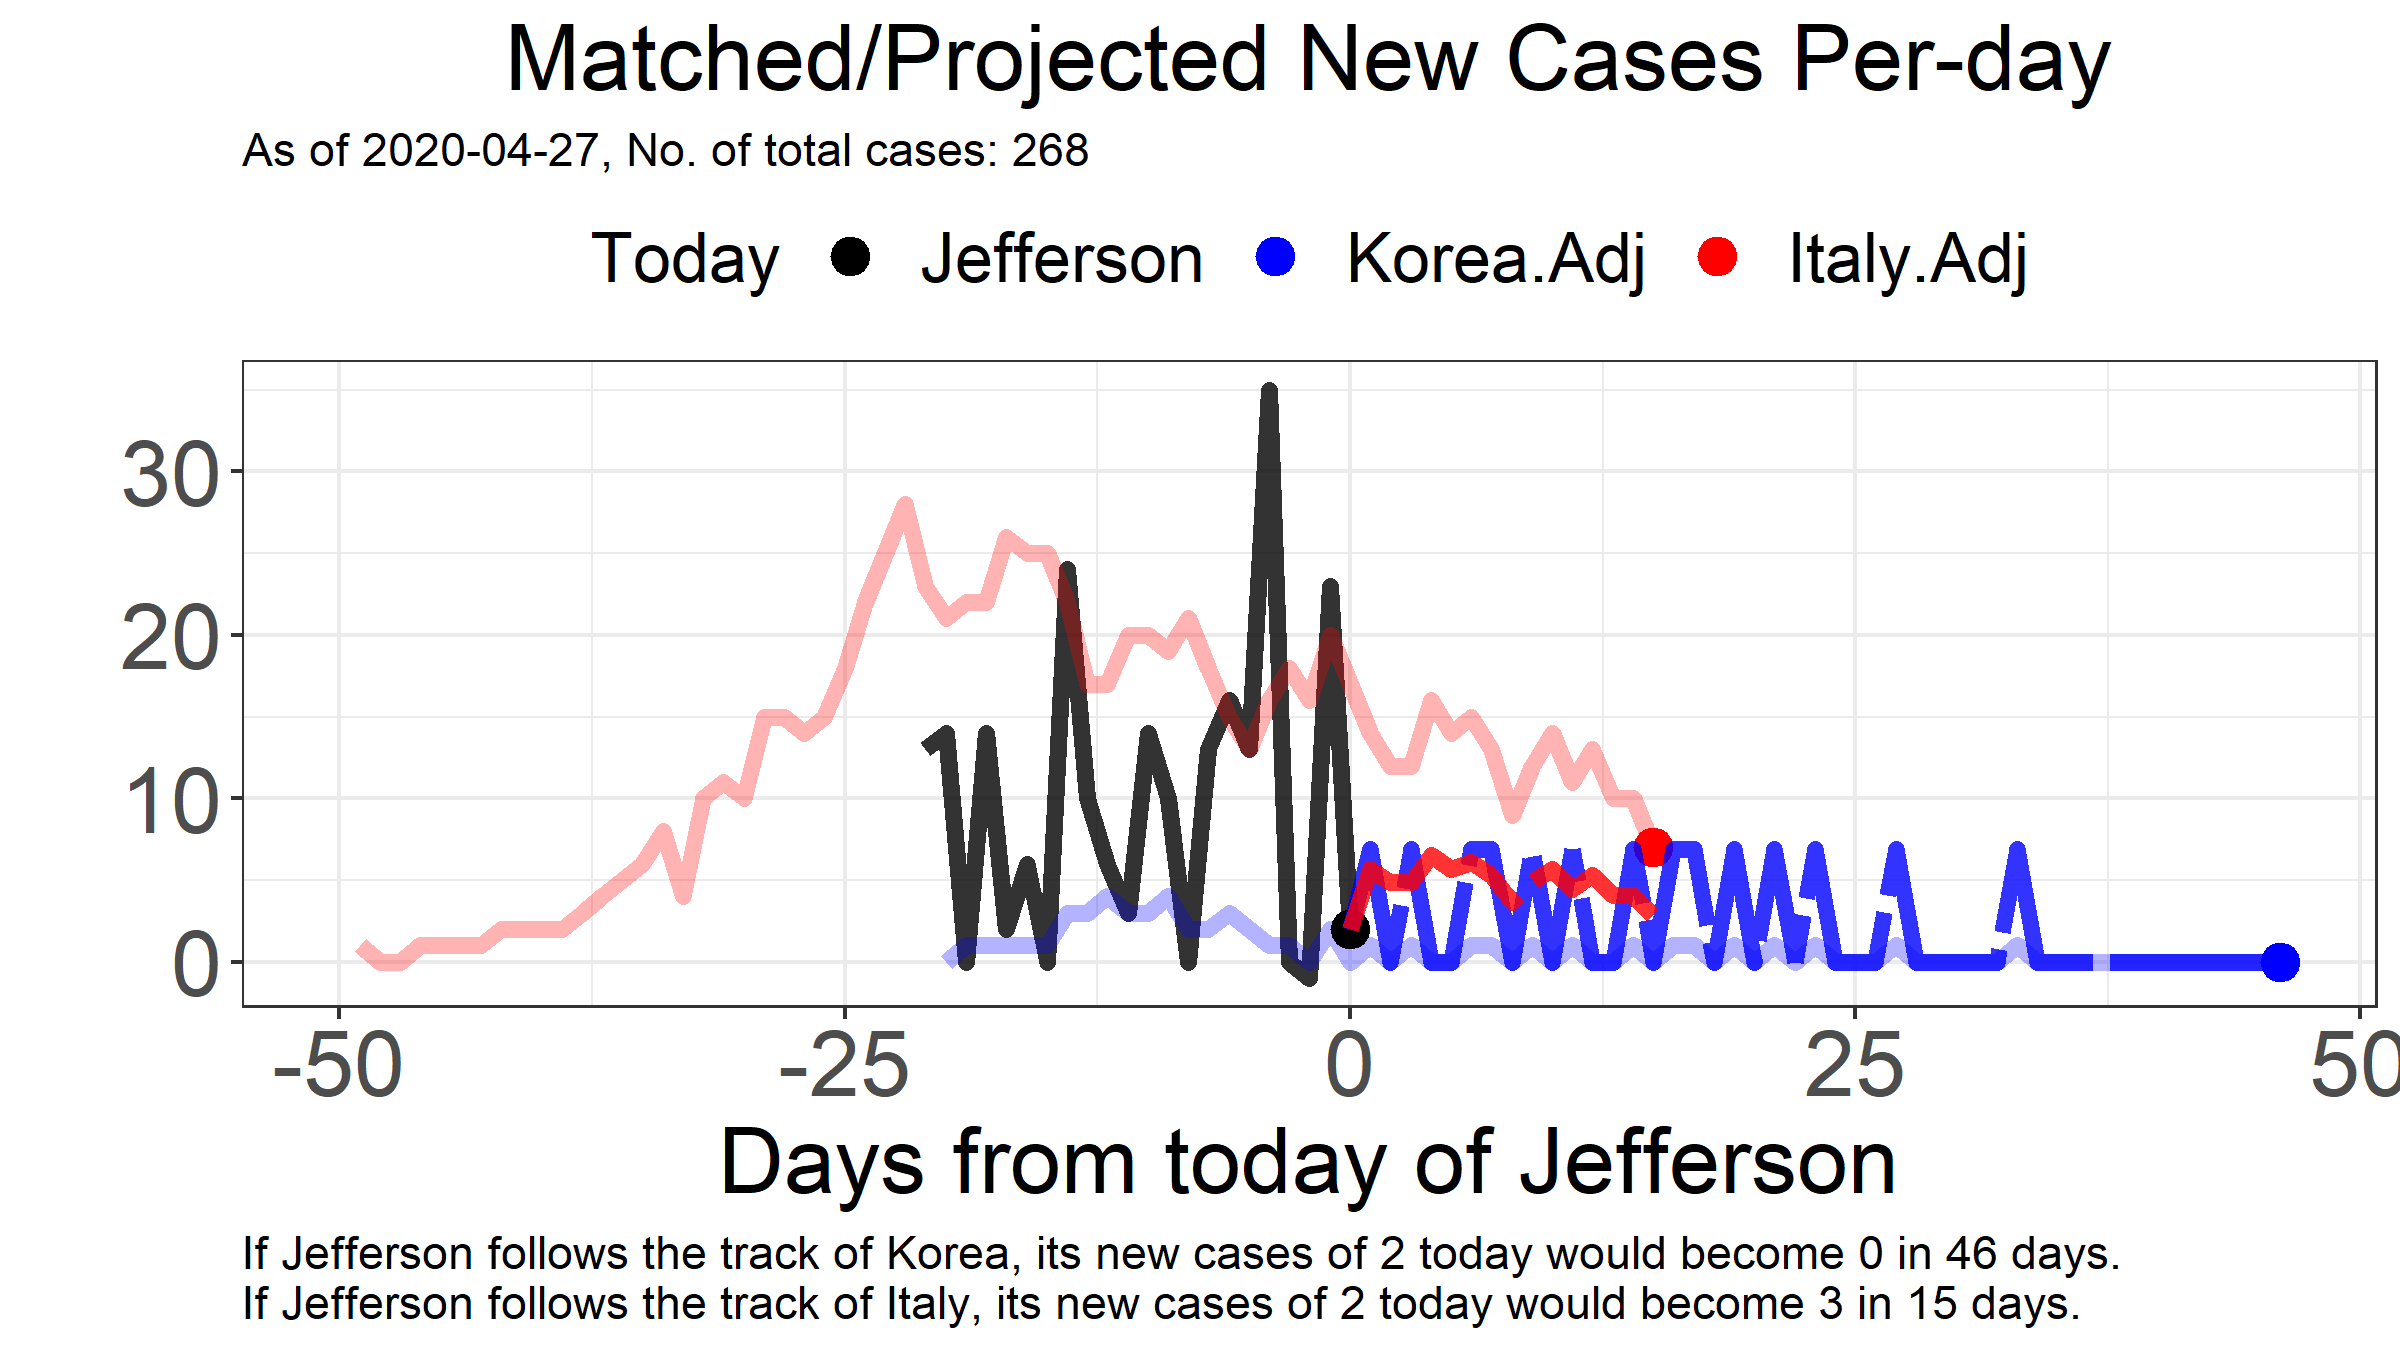 Matched/Projected New Cases Per-day
As of 2020-04-27, No. of total cases: 268
Today Jefferson Korea.Adj Italy.Adj
30
20
10
0
-50 -25 0 25 50
Days from today of Jefferson
If Jefferson follows the track of Korea, its new cases of 2 today would become 0 in 46 days.
If Jefferson follows the track of Italy, its new cases of 2 today would become 3 in 15 days.